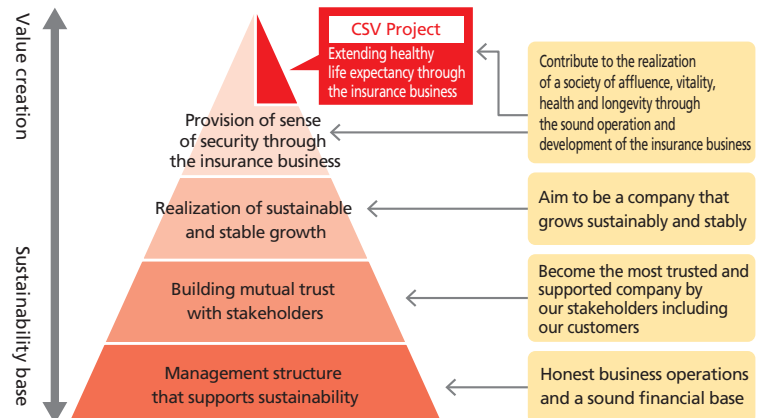 Value creation
Sustainability base
CSV Project
Extending healthy
life expectancy through
the insurance business
Provision of sense
of security through
the insurance business
Realization of sustainable
and stable growth
Building mutual trust
with stakeholders
Management structure
that supports sustainability
Contribute to the realization
of a society of affluence, vitality,
health and longevity through
the sound operation and
development of the insurance business
Aim to be a company that
grows sustainably and stably
Become the most trusted and
supported company by
our stakeholders including
our customers
Honest business operations
and a sound financial base